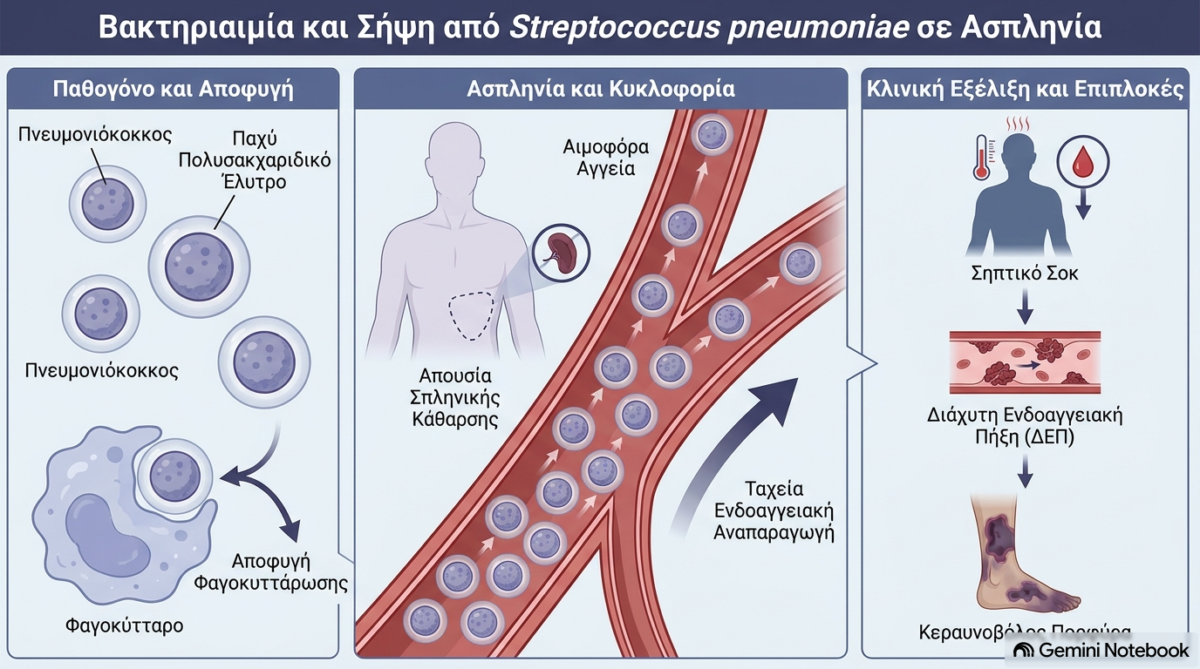 Βακτηριαιμία και Σήψη από Streptococcus pneumoniae σε Ασπληνία
Παθογόνο και Αποφυγή
Πνευμονιόκοκκος
Παχύ
Πολυσακχαριδικό
Έλυτρο
Πνευμονιόκοκκος
Αποφυγή
Φαγοκυττάρωσης
Φαγοκύτταρο
Ασπληνία και Κυκλοφορία
Αιμοφόρα
Αγγεία
Απουσία
Σπληνικής
Κάθαρσης
Ταχεία
Ενδοαγγειακή
Αναπαραγωγή
Κλινική Εξέλιξη και Επιπλοκές
Σηπτικό Σοκ
Διάχυτη Ενδοαγγειακή
Πήξη (ΔΕΠ)
Κεραυνοβόλος Πορφύρα
Gemini Notebook